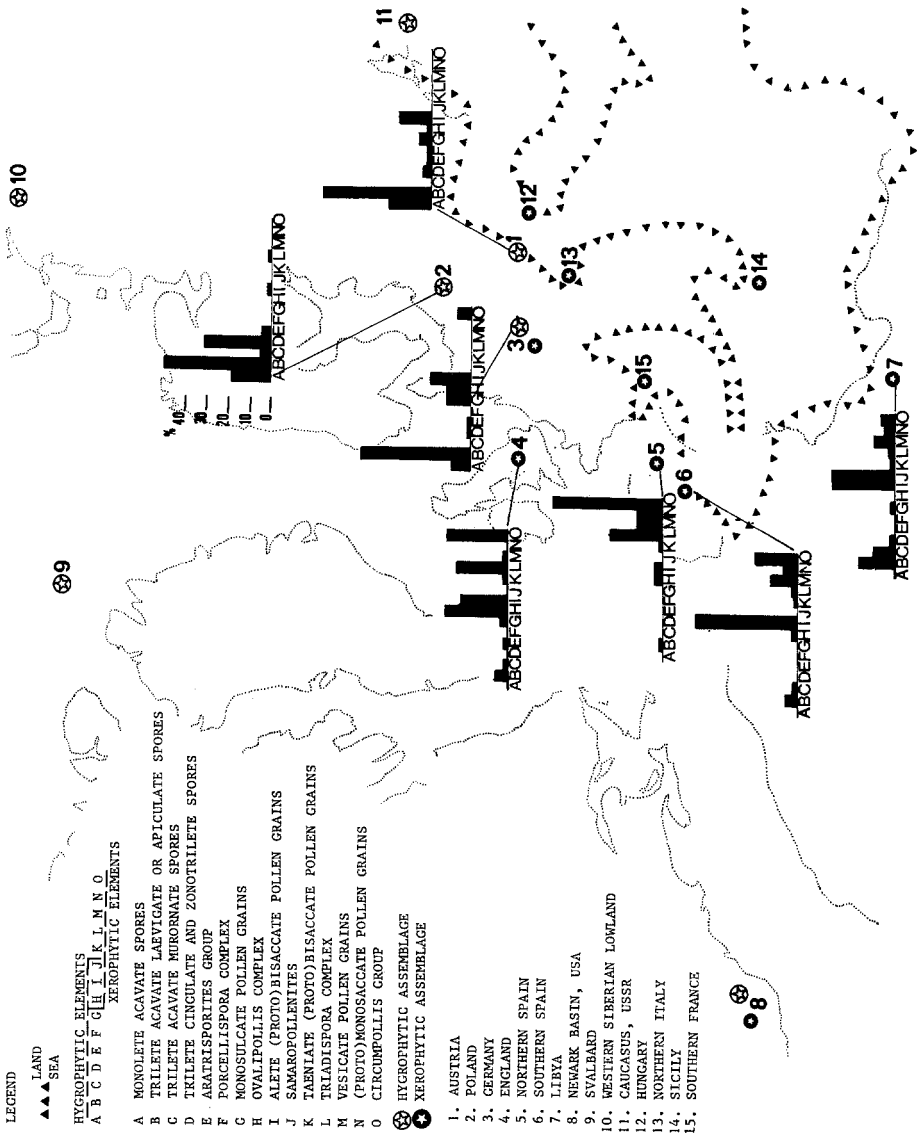 LEGEND
▲▲▲ LAND
SEA
HYGROPHYTIC ELEMENTS
A B C D E F G H I J K L M N O
XEROPHYTIC ELEMENTS
A MONOLETE ACAVATE SPORES
B TRILETE ACAVATE LAEVIGATE OR APICULATE SPORES
C TRILETE ACAVATE MURORNATE SPORES
D TRILETE CINGULATE AND ZONOTRILETE SPORES
E ARATRISPORITES GROUP
F PORCELLISPORA COMPLEX
G MONOSULCATE POLLEN GRAINS
H OVALIPOLLIS COMPLEX
I ALETE (PROTO)BISACCATE POLLEN GRAINS
J SAMAROPOLLENITES
K TAENIATE (PROTO)BISACCATE POLLEN GRAINS
L TRIADISPORA COMPLEX
M VESICATE POLLEN GRAINS
N (PROTO)MONOSACCATE POLLEN GRAINS
O CIRCUMPOLLIS GROUP
HYGROPHYTIC ASSEMBLAGE
XEROPHYTIC ASSEMBLAGE
1. AUSTRIA
2. POLAND
3. GERMANY
4. ENGLAND
5. NORTHERN SPAIN
6. SOUTHERN SPAIN
7. LIBYA
8. NEWARK BASIN, USA
9. SVALBARD
10. WESTERN SIBERIAN LOWLAND
11. CAUCASUS, USSR
12. HUNGARY
13. NORTHERN ITALY
14. SICILY
15. SOUTHERN FRANCE
9
10
%
40
30
20
10
0
ABCDEFGHIJKLMNO
2
11
ABCDEFGHIJKLMNO
1
ABCDEFGHIJKLMNO
3
4
ABCDEFGHIJKLMNO
12
13
15
5
ABCDEFGHIJKLMNO
6
ABCDEFGHIJKLMNO
14
7
ABCDEFGHIJKLMNO
8